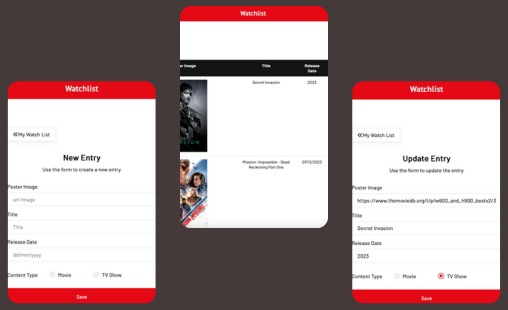 Watchlist
er Image Title Release Date
Secret Invasion 2023
Mission: Impossible - Dead Reckoning Part One 09/12/2023
Watchlist
My Watch List
New Entry
Use the form to create a new entry
Poster Image
url-image
Title
Title
Release Date
dd/mm/yyyy
Content Type Movie TV Show
Save
Watchlist
My Watch List
Update Entry
Use the form to update the entry
Poster Image
https://www.themoviedb.org/t/p/w600_and_h900_bestv2/3
Title
Secret Invasion
Release Date
2023
Content Type Movie TV Show
Save